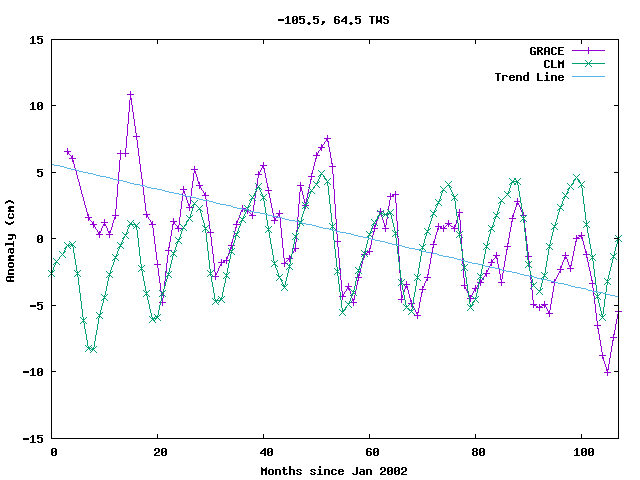 -105.5, 64.5 TWS
GRACE
CLM
Trend Line
15
10
5
0
-5
-10
-15
Anomaly (cm)
0 20 40 60 80 100
Months since Jan 2002